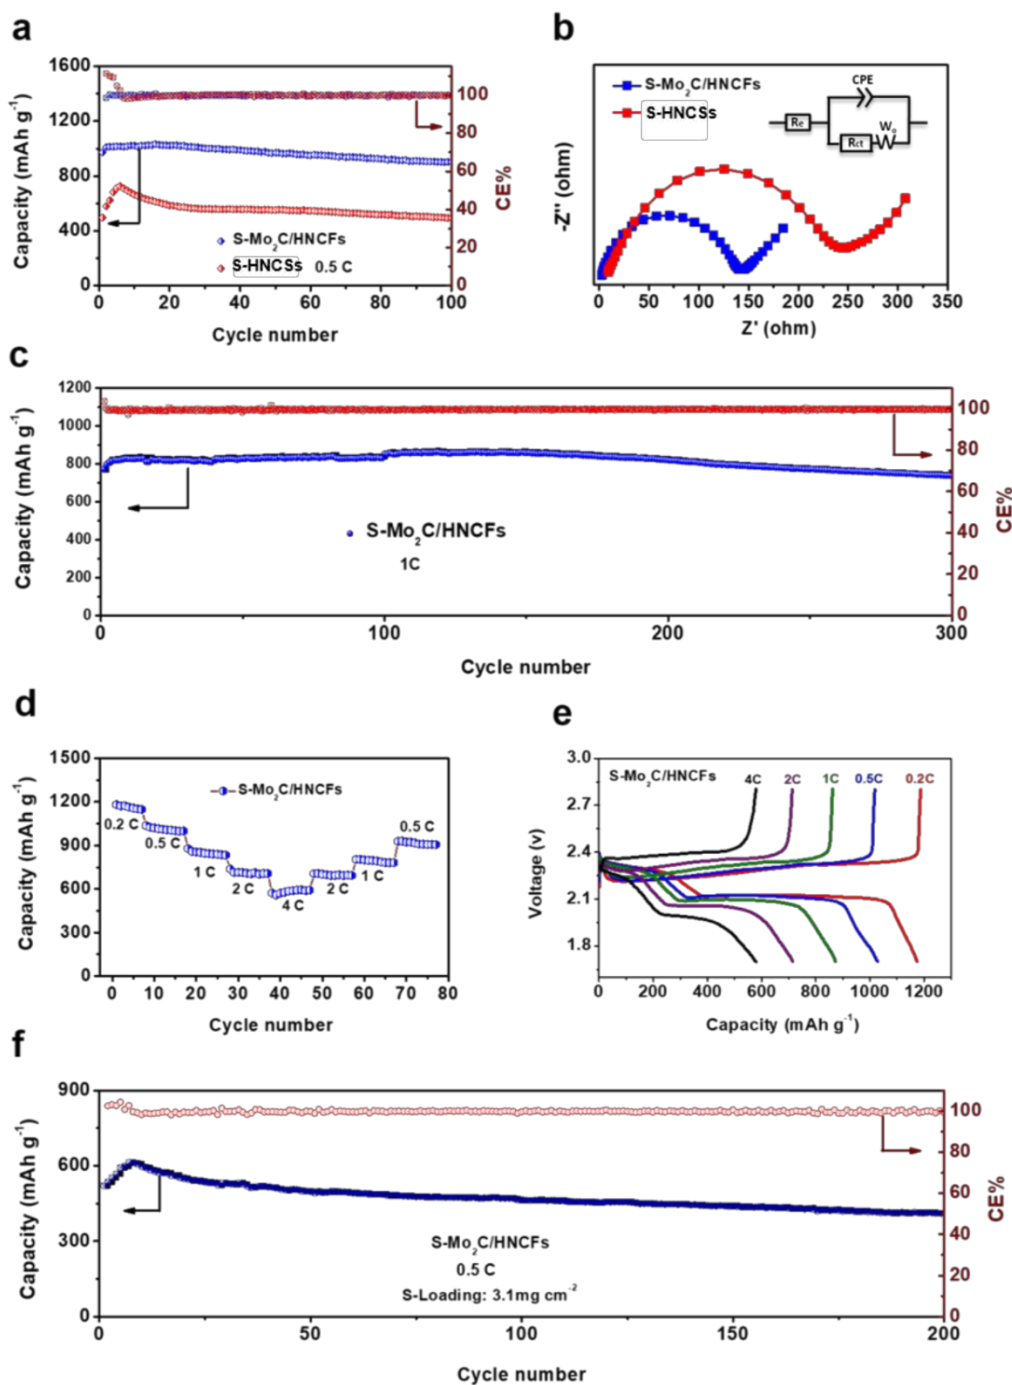 a
1600
1200
800
400
0
Capacity (mAh g⁻¹)
0
20
40
60
80
100
Cycle number
100
80
60
40
20
0
CE%
S-Mo₂C/HNCFs
S-HNCSs 0.5 C
b
S-Mo₂C/HNCFs
S-HNCSs
CPE
Re
Rct
Wo
-Z'' (ohm)
0
50
100
150
200
250
300
350
Z' (ohm)
c
1200
1000
800
600
400
200
0
Capacity (mAh g⁻¹)
0
100
200
300
Cycle number
100
80
60
40
20
0
CE%
S-Mo₂C/HNCFs
1C
d
1500
1200
900
600
300
0
Capacity (mAh g⁻¹)
S-Mo₂C/HNCFs
0.2 C
0.5 C
1 C
2 C
4 C
2 C
1 C
0.5 C
0
10
20
30
40
50
60
70
80
Cycle number
e
3.0
2.7
2.4
2.1
1.8
Voltage (v)
S-Mo₂C/HNCFs
4C
2C
1C
0.5C
0.2C
0
200
400
600
800
1000
1200
Capacity (mAh g⁻¹)
f
900
600
300
0
Capacity (mAh g⁻¹)
100
80
60
40
20
0
CE%
S-Mo₂C/HNCFs
0.5 C
S-Loading: 3.1mg cm⁻²
0
50
100
150
200
Cycle number